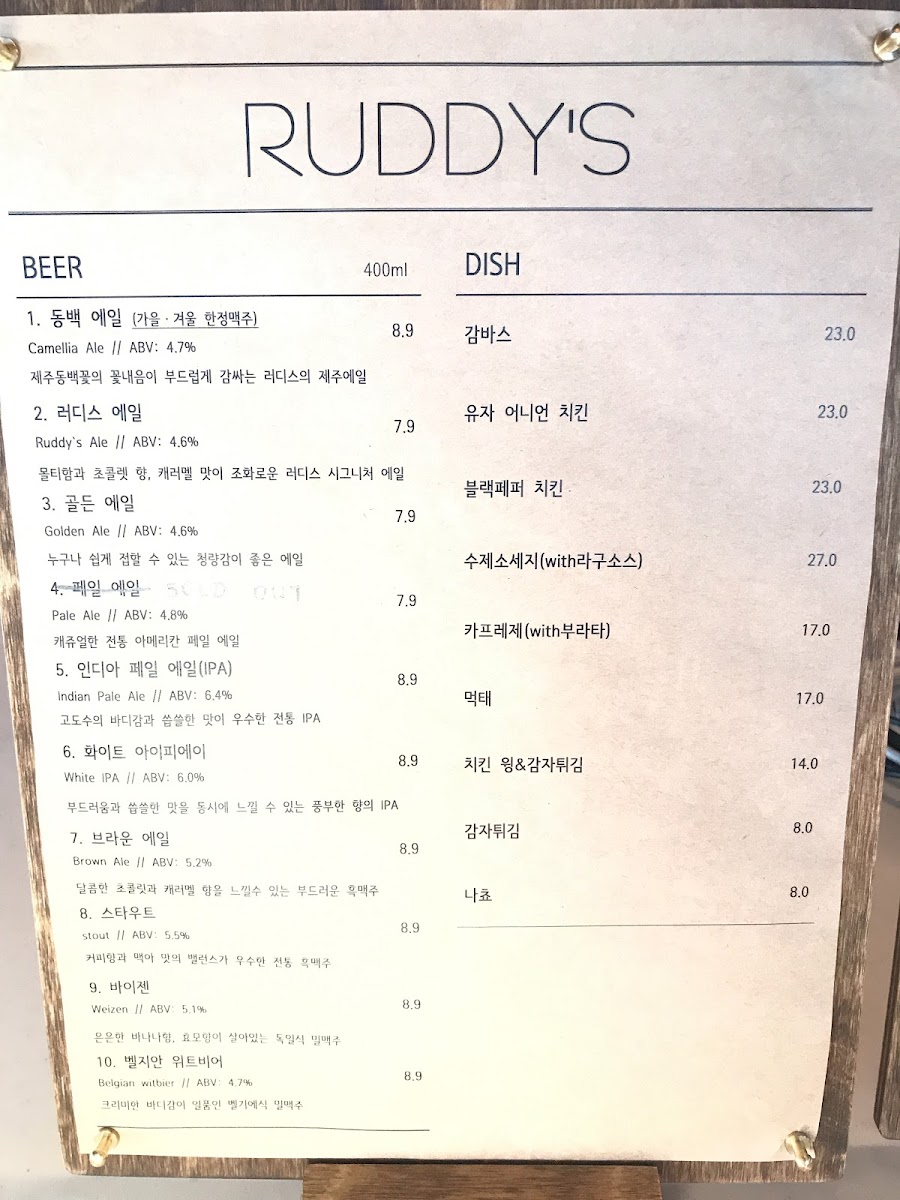 RUDDY'S
BEER 400ml
1. 동백 에일 (가을·겨울 한정맥주) 8.9
Camellia Ale // ABV: 4.7%
제주동백꽃의 꽃내음이 부드럽게 감싸는 러디스의 제주에일
2. 러디스 에일 7.9
Ruddy's Ale // ABV: 4.6%
몰티함과 초콜렛 향, 캐러멜 맛이 조화로운 러디스 시그니처 에일
3. 골든 에일 7.9
Golden Ale // ABV: 4.6%
누구나 쉽게 접할 수 있는 청량감이 좋은 에일
4. 페일 에일 SOLD OUT 7.9
Pale Ale // ABV: 4.8%
캐쥬얼한 전통 아메리칸 페일 에일
5. 인디아 페일 에일(IPA) 8.9
Indian Pale Ale // ABV: 6.4%
고도수의 바디감과 씁쓸한 맛이 우수한 전통 IPA
6. 화이트 아이피에이 8.9
White IPA // ABV: 6.0%
부드러움과 씁쓸한 맛을 동시에 느낄 수 있는 풍부한 향의 IPA
7. 브라운 에일 8.9
Brown Ale // ABV: 5.2%
달콤한 초콜릿과 캐러멜 향을 느낄수 있는 부드러운 흑맥주
8. 스타우트 8.9
stout // ABV: 5.5%
커피향과 맥아 맛의 밸런스가 우수한 전통 흑맥주
9. 바이젠 8.9
Weizen // ABV: 5.1%
은은한 바나나향, 효모향이 살아있는 독일식 밀맥주
10. 벨지안 위트비어 8.9
Belgian witbier // ABV: 4.7%
크리미한 바디감이 일품인 벨기에식 밀맥주
DISH
감바스 23.0
유자 어니언 치킨 23.0
블랙페퍼 치킨 23.0
수제소세지(with라구소스) 27.0
카프레제(with부라타) 17.0
먹태 17.0
치킨 윙&감자튀김 14.0
감자튀김 8.0
나쵸 8.0